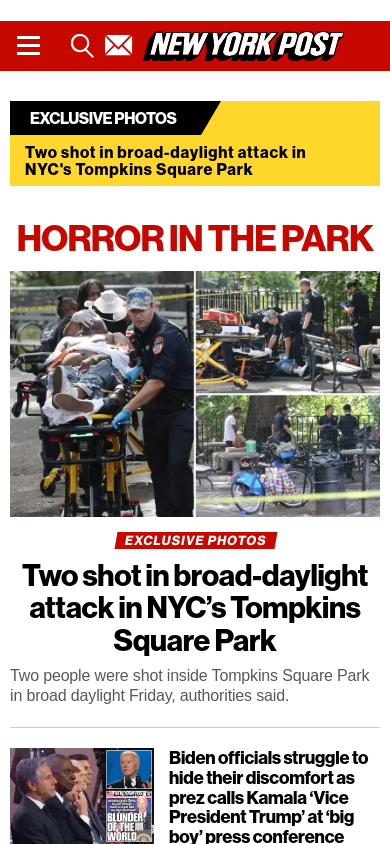 NEW YORK POST
EXCLUSIVE PHOTOS
Two shot in broad-daylight attack in
NYC's Tompkins Square Park
HORROR IN THE PARK
EXCLUSIVE PHOTOS
Two shot in broad-daylight
attack in NYC’s Tompkins
Square Park
Two people were shot inside Tompkins Square Park
in broad daylight Friday, authorities said.
Biden officials struggle to
hide their discomfort as
prez calls Kamala ‘Vice
President Trump’ at ‘big
boy’ press conference
BLUNDER
OF THE
WORLD